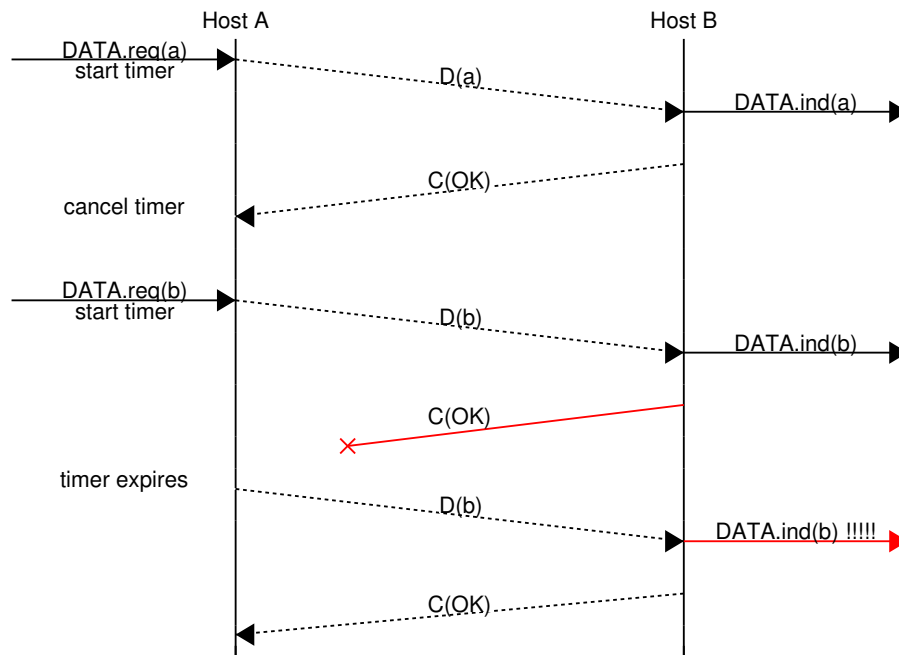 Host A
Host B
DATA.req(a)
start timer
D(a)
DATA.ind(a)
C(OK)
cancel timer
DATA.req(b)
start timer
D(b)
DATA.ind(b)
C(OK)
timer expires
D(b)
DATA.ind(b) !!!!!
C(OK)